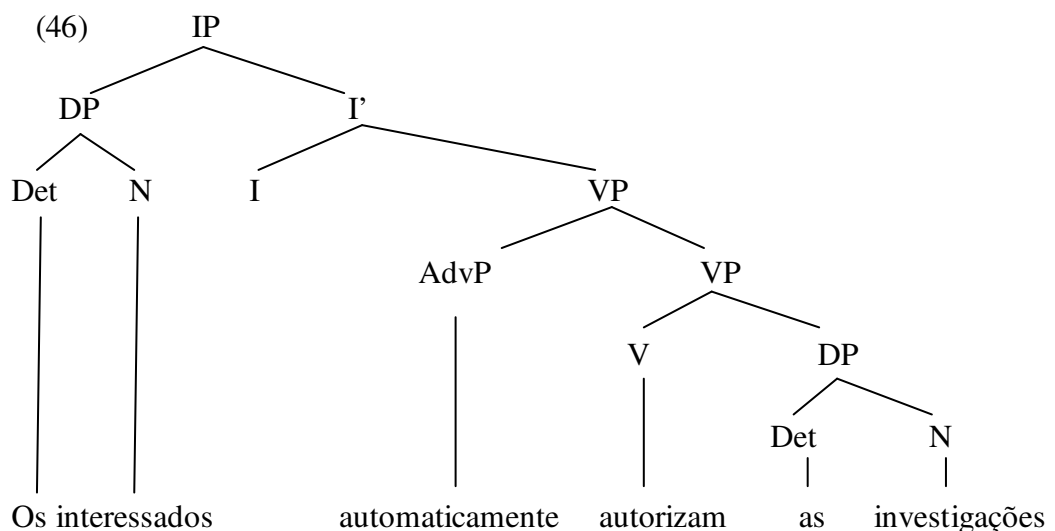 (46) IP
DP I’
Det N I VP
AdvP VP
V DP
Det N
Os interessados automaticamente autorizam as investigações